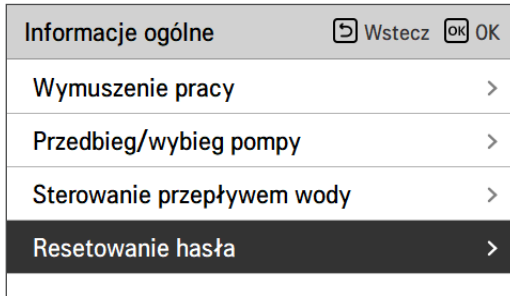 Informacje ogólne Wstecz OK OK
Wymuszenie pracy
Przedbieg/wybieg pompy
Sterowanie przepływem wody
Resetowanie hasła